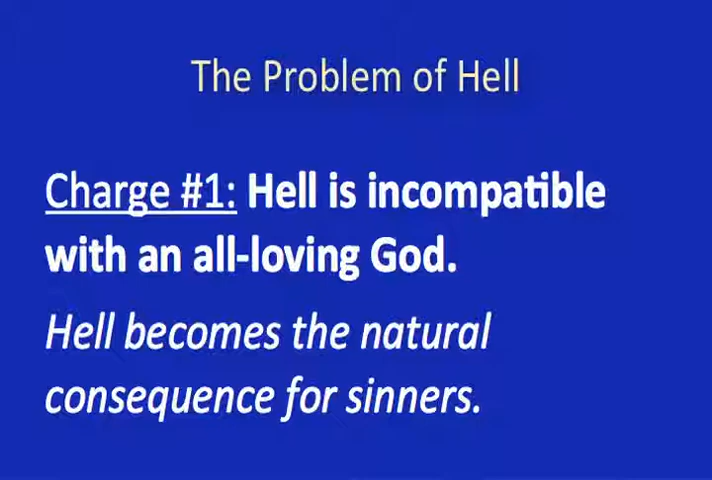 The Problem of Hell
Charge #1: Hell is incompatible
with an all-loving God.
Hell becomes the natural
consequence for sinners.